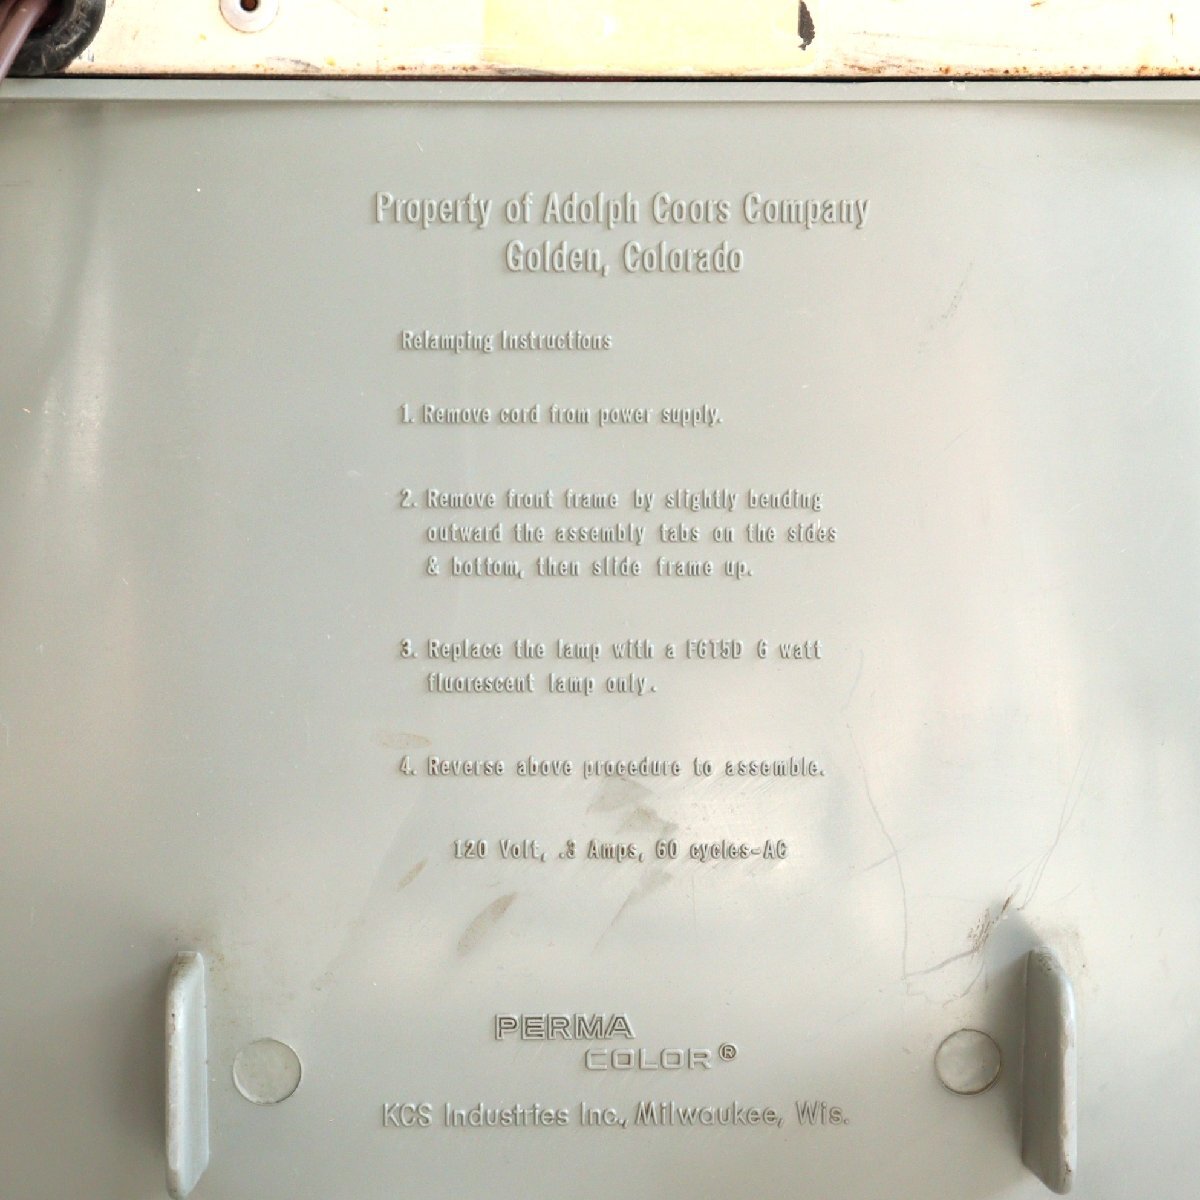 Property of Adolph Coors Company
Golden, Colorado
Relamping Instructions
1. Remove cord from power supply.
2. Remove front frame by slightly bending
outward the assembly tabs on the sides
& bottom, then slide frame up.
3. Replace the lamp with a F6T5D 6 watt
fluorescent lamp only.
4. Reverse above procedure to assemble.
120 Volt, .3 Amps, 60 cycles-AC
PERMA
COLOR®
KCS Industries Inc., Milwaukee, Wis.